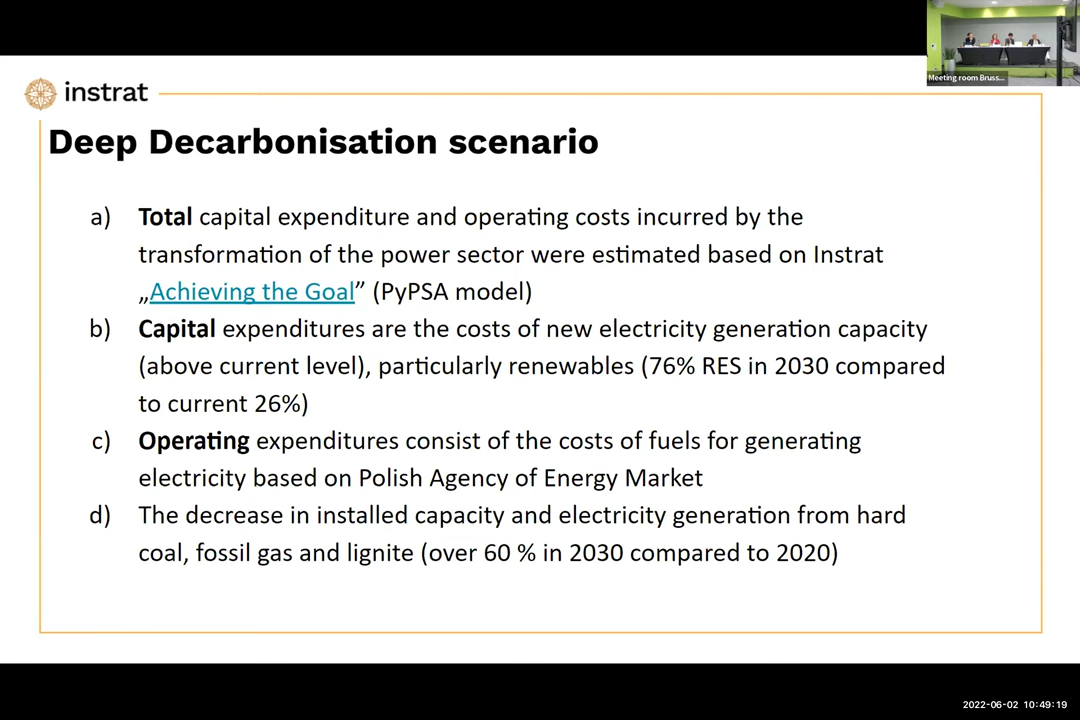 Meeting room Bruss...
instrat
Deep Decarbonisation scenario
a) Total capital expenditure and operating costs incurred by the
transformation of the power sector were estimated based on Instrat
„Achieving the Goal” (PyPSA model)
b) Capital expenditures are the costs of new electricity generation capacity
(above current level), particularly renewables (76% RES in 2030 compared
to current 26%)
c) Operating expenditures consist of the costs of fuels for generating
electricity based on Polish Agency of Energy Market
d) The decrease in installed capacity and electricity generation from hard
coal, fossil gas and lignite (over 60 % in 2030 compared to 2020)
2022-06-02 10:49:19